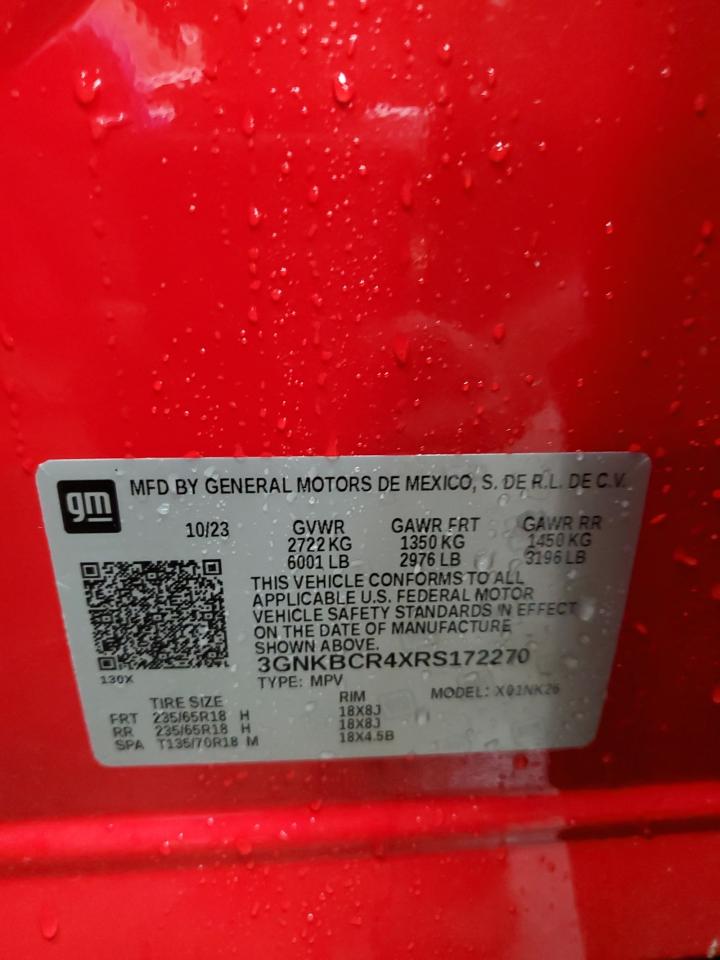 gm MFD BY GENERAL MOTORS DE MEXICO, S. DE R.L. DE C.V.
10/23 GVWR GAWR FRT GAWR RR
2722 KG 1350 KG 1450 KG
6001 LB 2976 LB 3196 LB
THIS VEHICLE CONFORMS TO ALL
APPLICABLE U.S. FEDERAL MOTOR
VEHICLE SAFETY STANDARDS IN EFFECT
ON THE DATE OF MANUFACTURE
SHOWN ABOVE.
3GNKBCR4XRS172270
130X
TYPE: MPV
MODEL: X01NK26
TIRE SIZE RIM
FRT 235/65R18 H 18X8J
RR 235/65R18 H 18X8J
SPA T135/70R18 M 18X4.5B